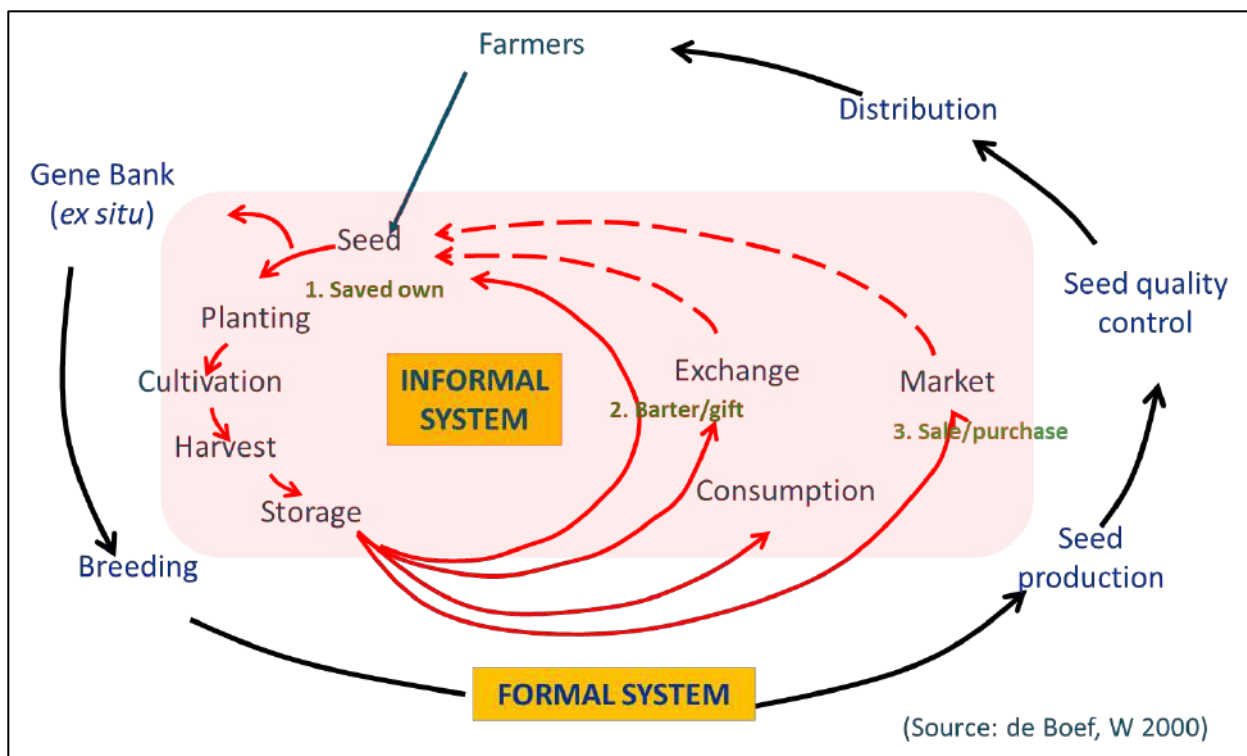 Farmers
Distribution
Gene Bank
(ex situ)
Seed
1. Saved own
Seed quality
control
Planting
Cultivation
INFORMAL
SYSTEM
Exchange
2. Barter/gift
Market
3. Sale/purchase
Harvest
Storage
Consumption
Breeding
Seed
production
FORMAL SYSTEM
(Source: de Boef, W 2000)